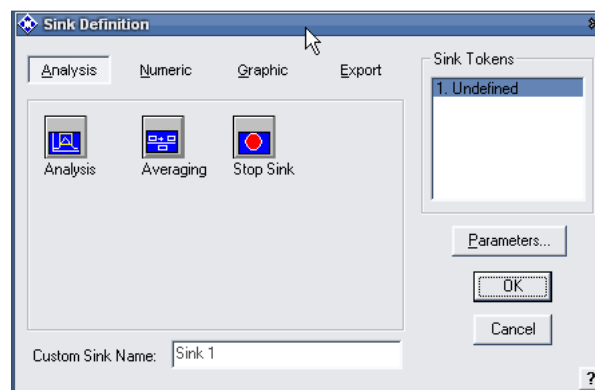 Sink Definition
Analysis Numeric Graphic Export
Sink Tokens
1. Undefined
Analysis Averaging Stop Sink
Parameters...
OK
Cancel
Custom Sink Name: Sink 1
?